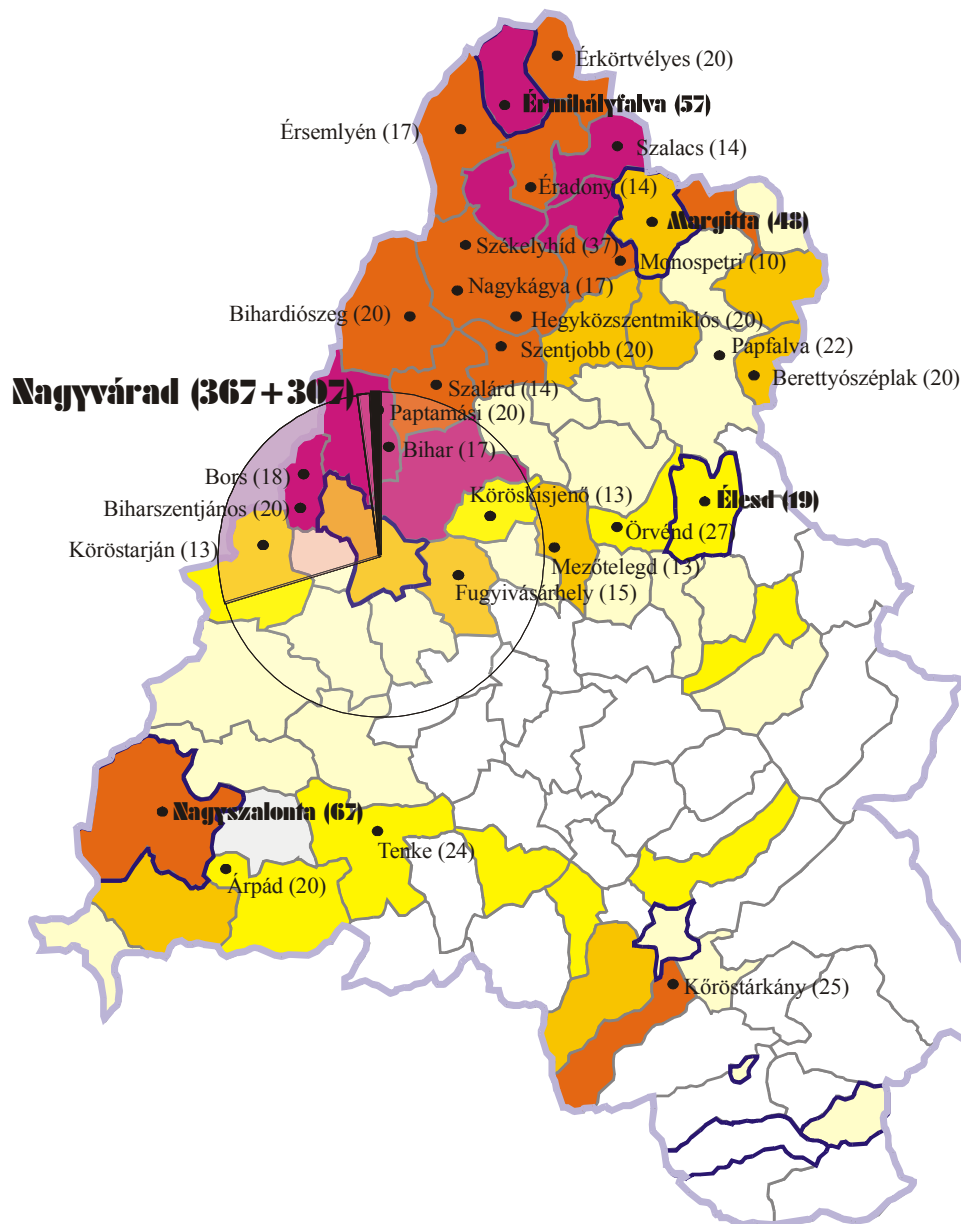 Érkörtvélyes (20)
Érmihályfalva (57)
Érsemlyén (17)
Szalacs (14)
Éradony (14)
Margitta (48)
Székelyhíd (37)
Monospetri (10)
Nagykágya (17)
Bihardiószeg (20)
Hegyközszentmiklós (20)
Szentjobb (20)
Papfalva (22)
Berettyószéplak (20)
Szalárd (14)
Nagyvárad (367+307)
Paptamási (20)
Bihar (17)
Bors (18)
Köröskisjenő (13)
Élesd (19)
Biharszentjános (20)
Örvénd (27)
Köröstarján (13)
Mezőtelegd (13)
Fugyivásárhely (15)
Nagyszalonta (67)
Tenke (24)
Árpád (20)
Kőröstárkány (25)